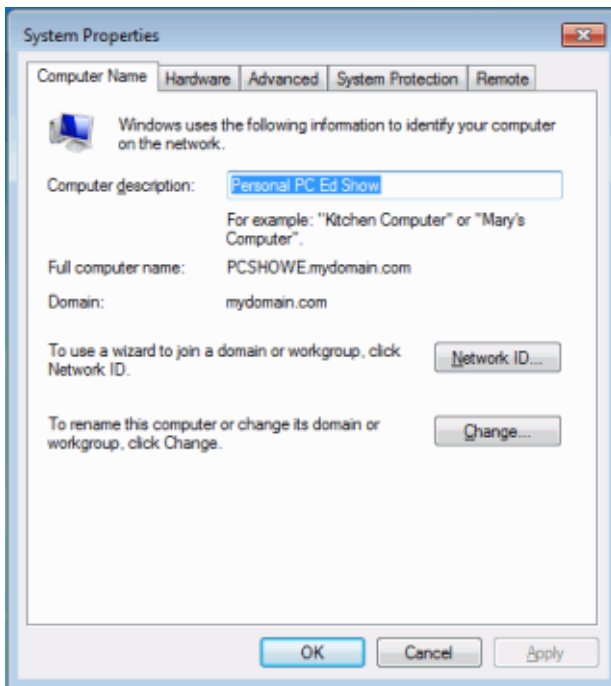 System Properties
Computer Name Hardware Advanced System Protection Remote
Windows uses the following information to identify your computer
on the network.
Computer description: Personal PC Ed Show
For example: "Kitchen Computer" or "Mary's
Computer".
Full computer name: PCSHOWE.mydomain.com
Domain: mydomain.com
To use a wizard to join a domain or workgroup, click
Network ID.
Network ID...
To rename this computer or change its domain or
workgroup, click Change.
Change...
OK Cancel Apply